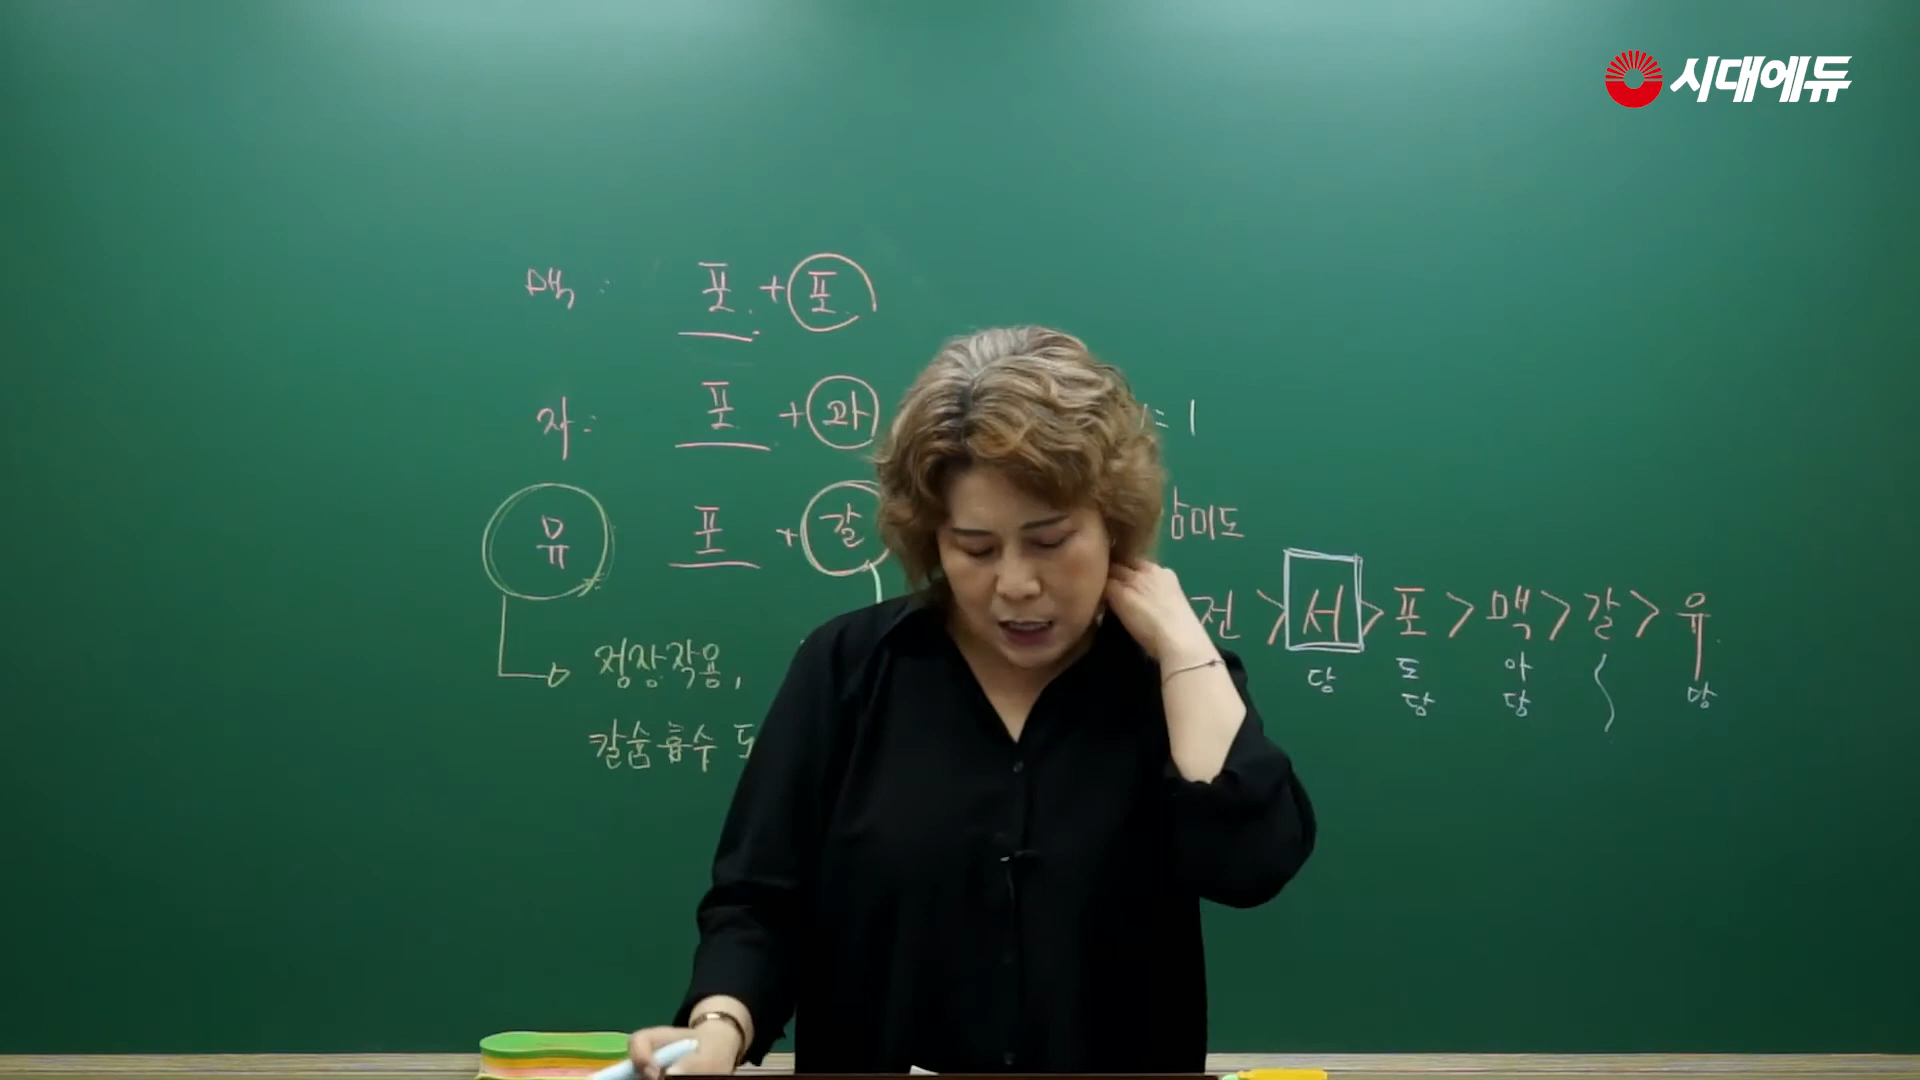 시대에듀
맥 : 포 + 포
자 : 포 + 과 = 1
유 포 + 갈
감미도
전 > 서 > 포 > 맥 > 갈 > 유
당 도당 아당 당
정장작용,
칼슘흡수 도